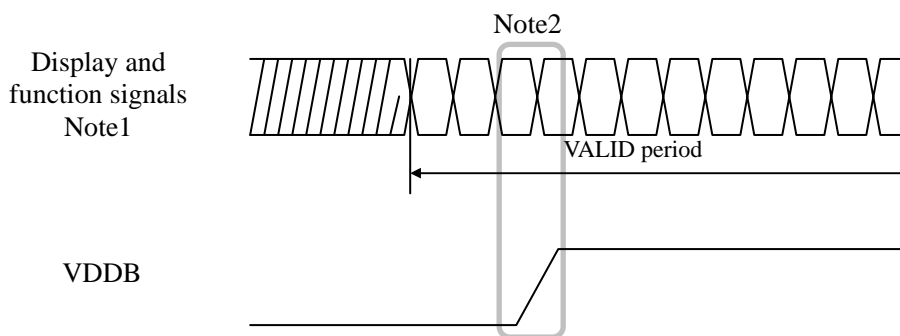 Note2
Display and
function signals
Note1
VALID period
VDDB